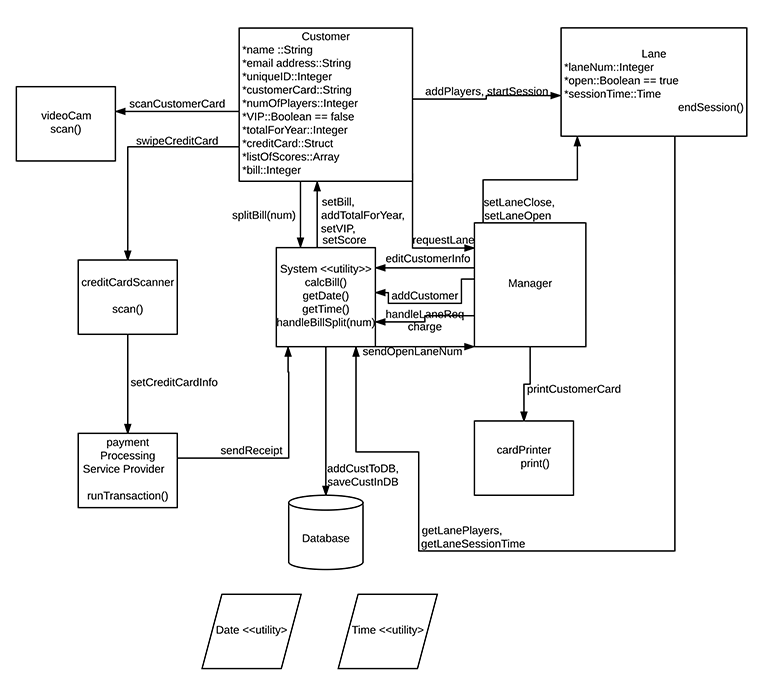 Customer
*name ::String
*email address::String
*uniqueID::Integer
*customerCard::String
*numOfPlayers::Integer
*VIP::Boolean == false
*totalForYear::Integer
*creditCard::Struct
*listOfScores::Array
*bill::Integer
Lane
*laneNum::Integer
*open::Boolean == true
*sessionTime::Time
endSession()
addPlayers, startSession
scanCustomerCard
videoCam
scan()
swipeCreditCard
splitBill(num)
setBill,
addTotalForYear,
setVIP,
setScore
setLaneClose,
setLaneOpen
requestLane
editCustomerInfo
System <<utility>>
calcBill()
getDate()
getTime()
handleBillSplit(num)
Manager
addCustomer
handleLaneReq
charge
sendOpenLaneNum
creditCardScanner
scan()
setCreditCardInfo
printCustomerCard
payment
Processing
Service Provider
runTransaction()
sendReceipt
cardPrinter
print()
addCustToDB,
saveCustInDB
Database
getLanePlayers,
getLaneSessionTime
Date <<utility>
Time <<utility>